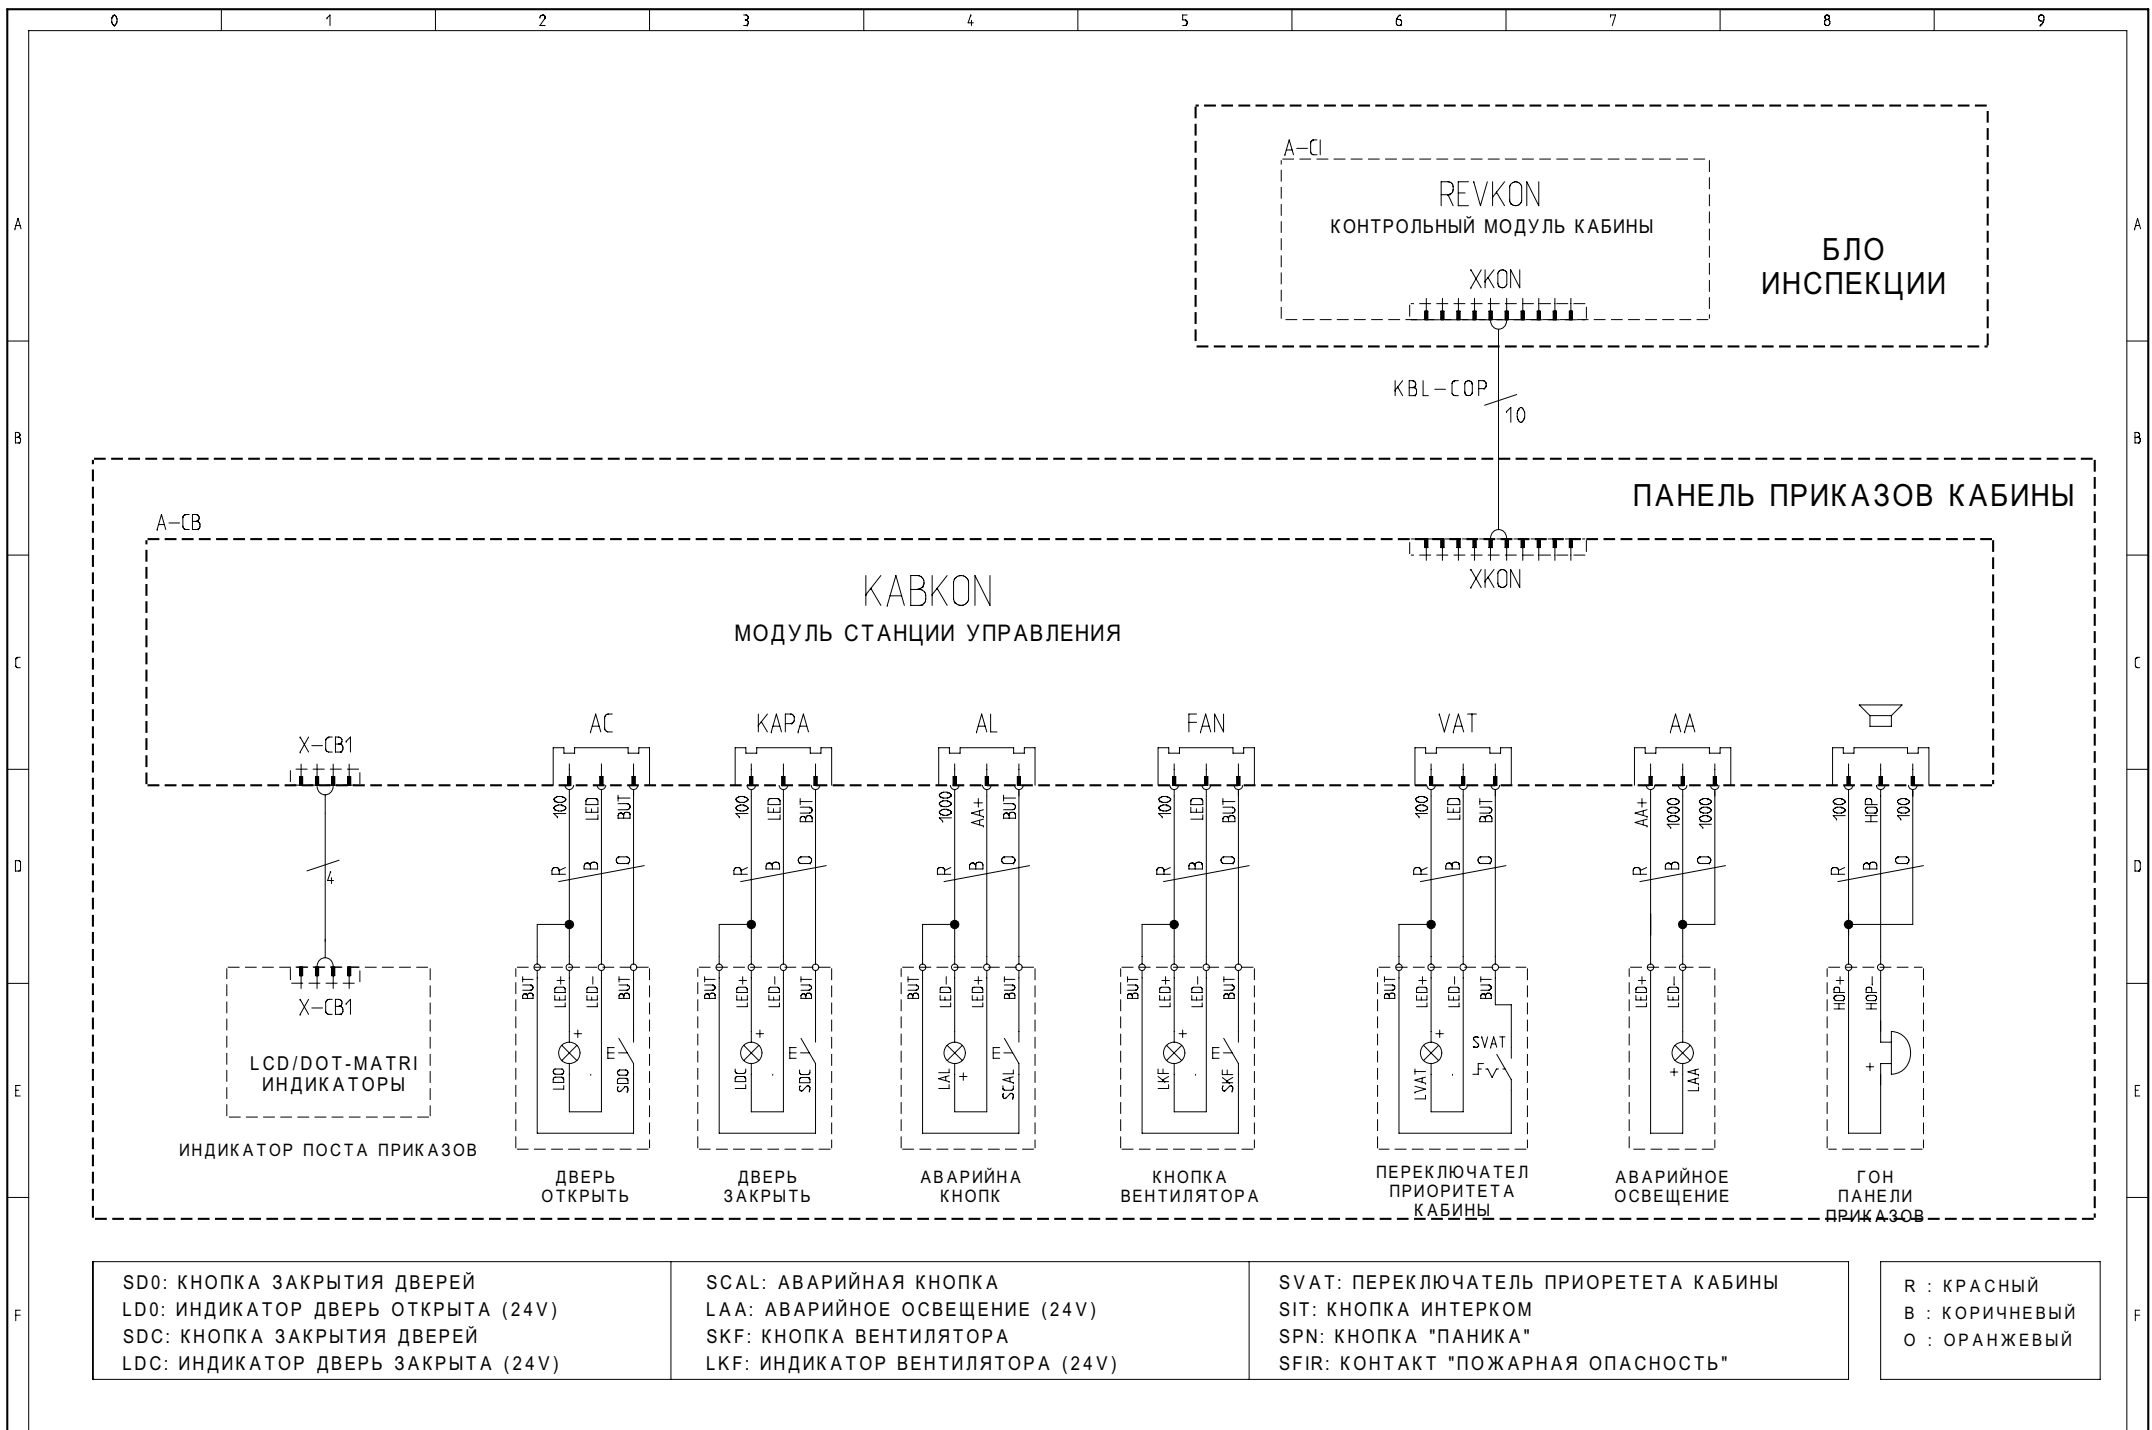 0 1 2 3 4 5 6 7 8 9
A-CI
REVKON
КОНТРОЛЬНЫЙ МОДУЛЬ КАБИНЫ
A A
БЛО
ИНСПЕКЦИИ
XKON
KBL-COP
10
B B
ПАНЕЛЬ ПРИКАЗОВ КАБИНЫ
A-CB
XKON
KABKON
МОДУЛЬ СТАНЦИИ УПРАВЛЕНИЯ
C C
X-CB1 AC KAPA AL FAN VAT AA
100 LED BUT 100 LED BUT 1000 AA+ BUT 100 LED BUT 100 LED BUT AA+ 1000 1000 100 HOP 100
D D
4 R B O R B O R B O R B O R B O R B O R B O
X-CB1
BUT LED+ LED- BUT BUT LED+ LED- BUT BUT LED- LED+ BUT BUT LED+ LED- BUT BUT LED+ LED- BUT LED+ LED- HOP+ HOP-
LCD/DOT-MATRI
ИНДИКАТОРЫ
E E
LDO + E SDO LDC + E SDC LAL + E SCAL LKF + E SKF LVAT + SVAT + LAA +
ИНДИКАТОР ПОСТА ПРИКАЗОВ
ДВЕРЬ
ОТКРЫТЬ
ДВЕРЬ
ЗАКРЫТЬ
АВАРИЙНА
КНОПК
КНОПКА
ВЕНТИЛЯТОРА
ПЕРЕКЛЮЧАТЕЛ
ПРИОРИТЕТА
КАБИНЫ
АВАРИЙНОЕ
ОСВЕЩЕНИЕ
ГОН
ПАНЕЛИ
ПРИКАЗОВ
F F
SD0: КНОПКА ЗАКРЫТИЯ ДВЕРЕЙ
LD0: ИНДИКАТОР ДВЕРЬ ОТКРЫТА (24V)
SDC: КНОПКА ЗАКРЫТИЯ ДВЕРЕЙ
LDC: ИНДИКАТОР ДВЕРЬ ЗАКРЫТА (24V)
SCAL: АВАРИЙНАЯ КНОПКА
LAA: АВАРИЙНОЕ ОСВЕЩЕНИЕ (24V)
SKF: КНОПКА ВЕНТИЛЯТОРА
LKF: ИНДИКАТОР ВЕНТИЛЯТОРА (24V)
SVAT: ПЕРЕКЛЮЧАТЕЛЬ ПРИОРЕТЕТА КАБИНЫ
SIT: КНОПКА ИНТЕРКОМ
SPN: КНОПКА "ПАНИКА"
SFIR: КОНТАКТ "ПОЖАРНАЯ ОПАСНОСТЬ"
R : КРАСНЫЙ
B : КОРИЧНЕВЫЙ
O : ОРАНЖЕВЫЙ